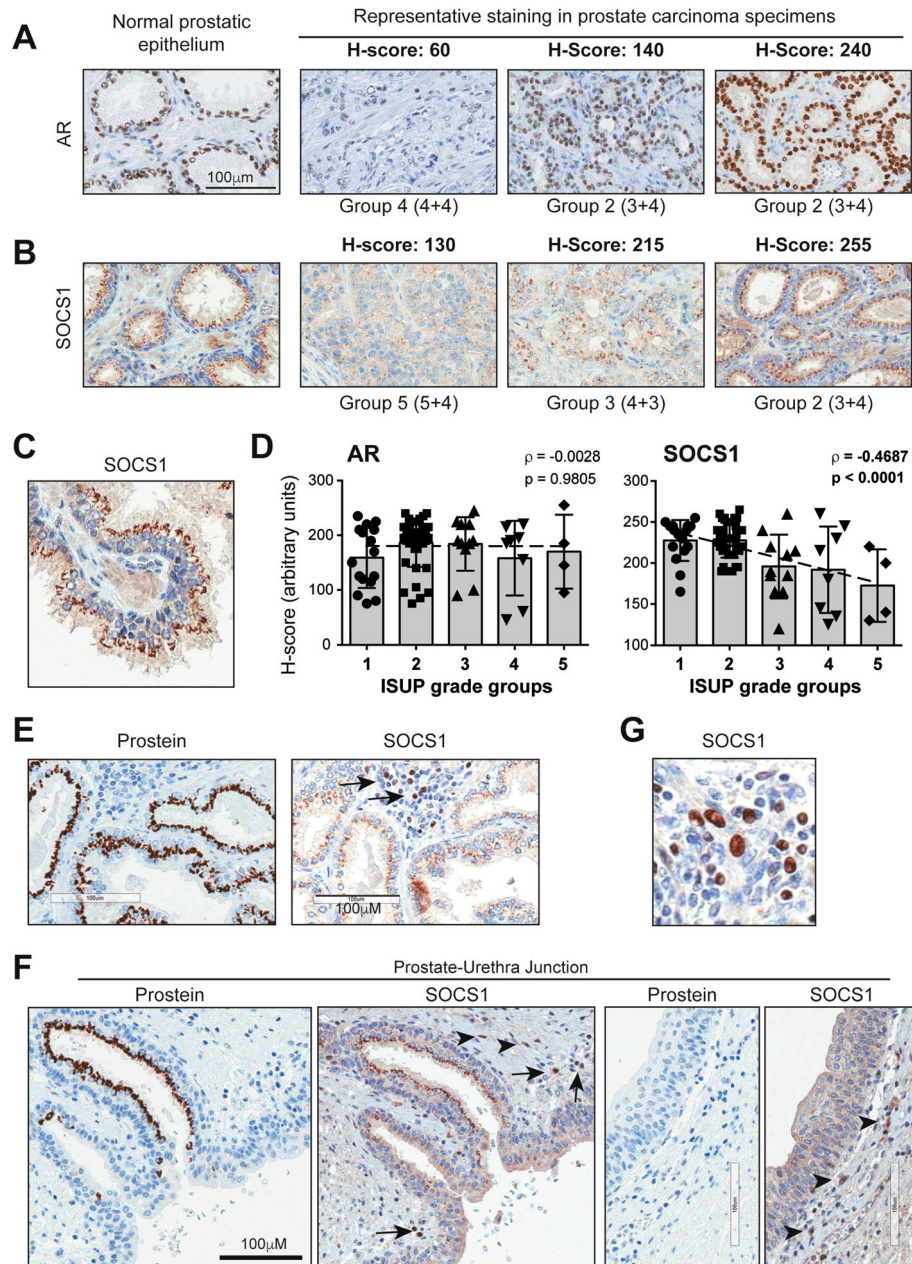 A
Normal prostatic
epithelium
Representative staining in prostate carcinoma specimens
H-score: 60
H-Score: 140
H-Score: 240
AR
100µm
Group 4 (4+4)
Group 2 (3+4)
Group 2 (3+4)
B
H-score: 130
H-Score: 215
H-Score: 255
SOCS1
Group 5 (5+4)
Group 3 (4+3)
Group 2 (3+4)
C
SOCS1
D
AR
ρ = -0.0028
p = 0.9805
H-score (arbitrary units)
300
200
100
0
1 2 3 4 5
ISUP grade groups
SOCS1
ρ = -0.4687
p < 0.0001
300
250
200
150
100
1 2 3 4 5
ISUP grade groups
E
Prostein
100um
SOCS1
100um
100µM
G
SOCS1
F
Prostate-Urethra Junction
Prostein
SOCS1
Prostein
SOCS1
100µM
100um
100um